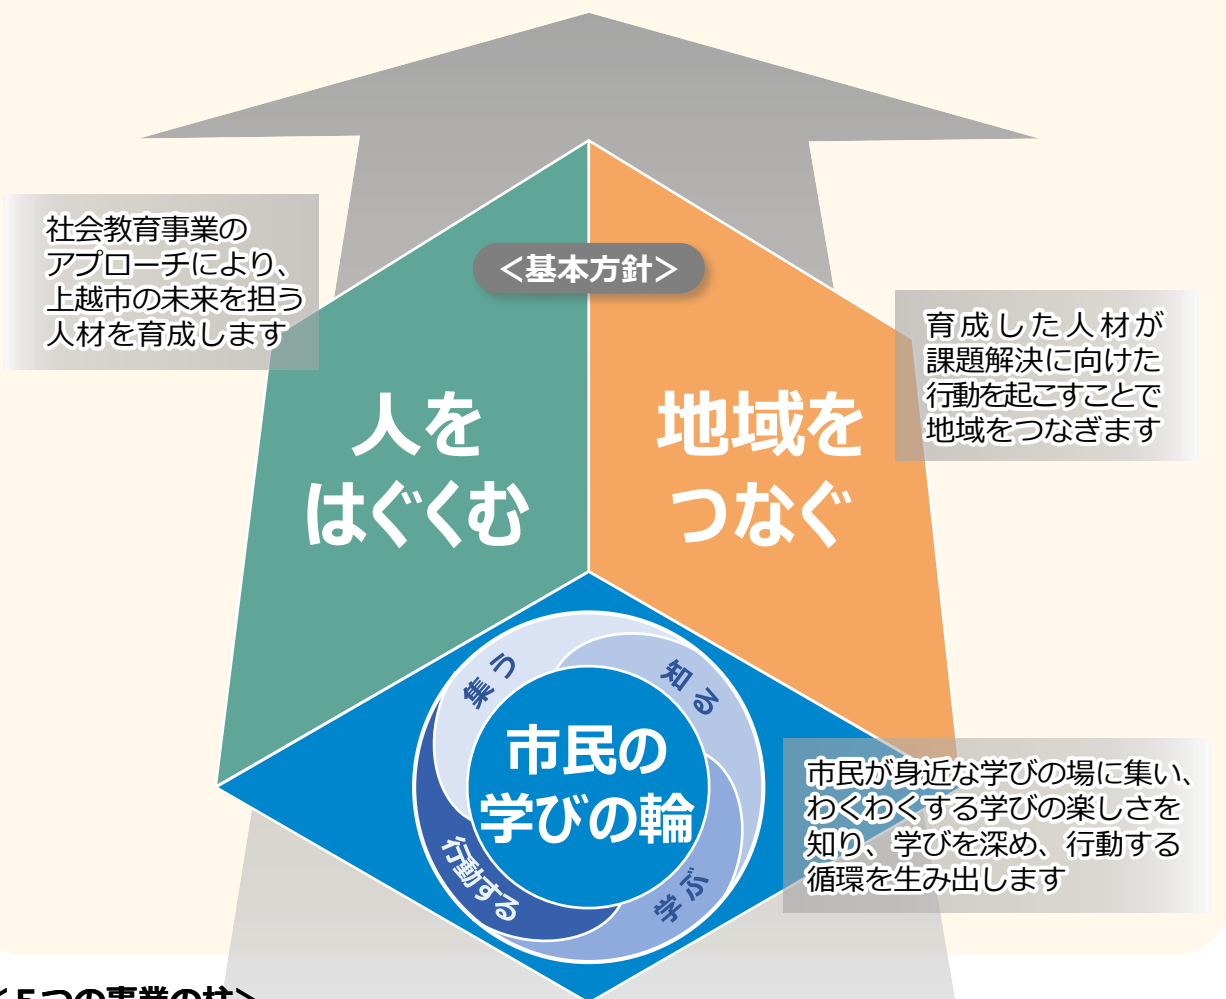 社会教育事業の
アプローチにより、
上越市の未来を担う
人材を育成します
<基本方針>
育成した人材が
課題解決に向けた
行動を起こすことで
地域をつなぎます
人を
はぐくむ
地域を
つなぐ
集う
知る
学ぶ
行動する
市民の
学びの輪
市民が身近な学びの場に集い、
わくわくする学びの楽しさを
知り、学びを深め、行動する
循環を生み出します
<5つの事業の柱>